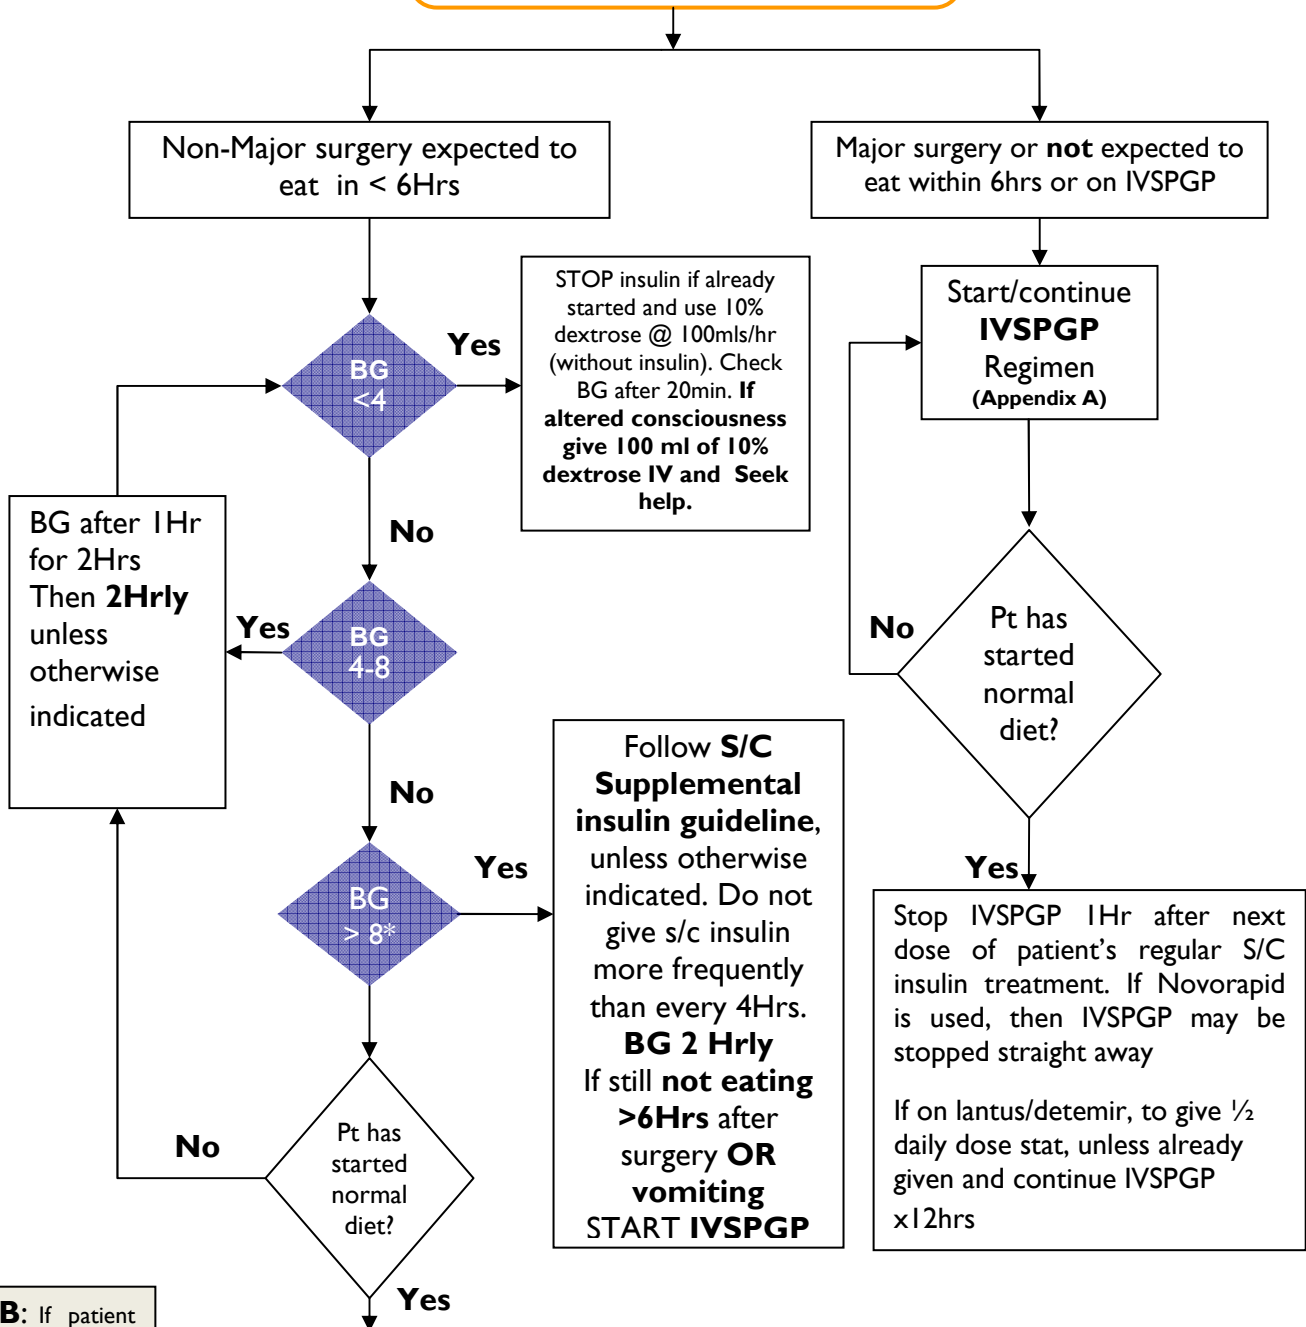 Non-Major surgery expected to
eat in < 6Hrs
Major surgery or not expected to
eat within 6hrs or on IVSPGP
BG
<4
Yes
STOP insulin if already
started and use 10%
dextrose @ 100mls/hr
(without insulin). Check
BG after 20min. If
altered consciousness
give 100 ml of 10%
dextrose IV and Seek
help.
Start/continue
IVSPGP
Regimen
(Appendix A)
No
BG after 1Hr
for 2Hrs
Then 2Hrly
unless
otherwise
indicated
Yes
BG
4-8
No
Pt has
started
normal
diet?
No
BG
> 8*
Yes
Follow S/C
Supplemental
insulin guideline,
unless otherwise
indicated. Do not
give s/c insulin
more frequently
than every 4Hrs.
BG 2 Hrly
If still not eating
>6Hrs after
surgery OR
vomiting
START IVSPGP
Yes
Stop IVSPGP 1Hr after next
dose of patient's regular S/C
insulin treatment. If Novorapid
is used, then IVSPGP may be
stopped straight away
If on lantus/detemir, to give ½
daily dose stat, unless already
given and continue IVSPGP
x12hrs
No
Pt has
started
normal
diet?
Yes
B: If patient